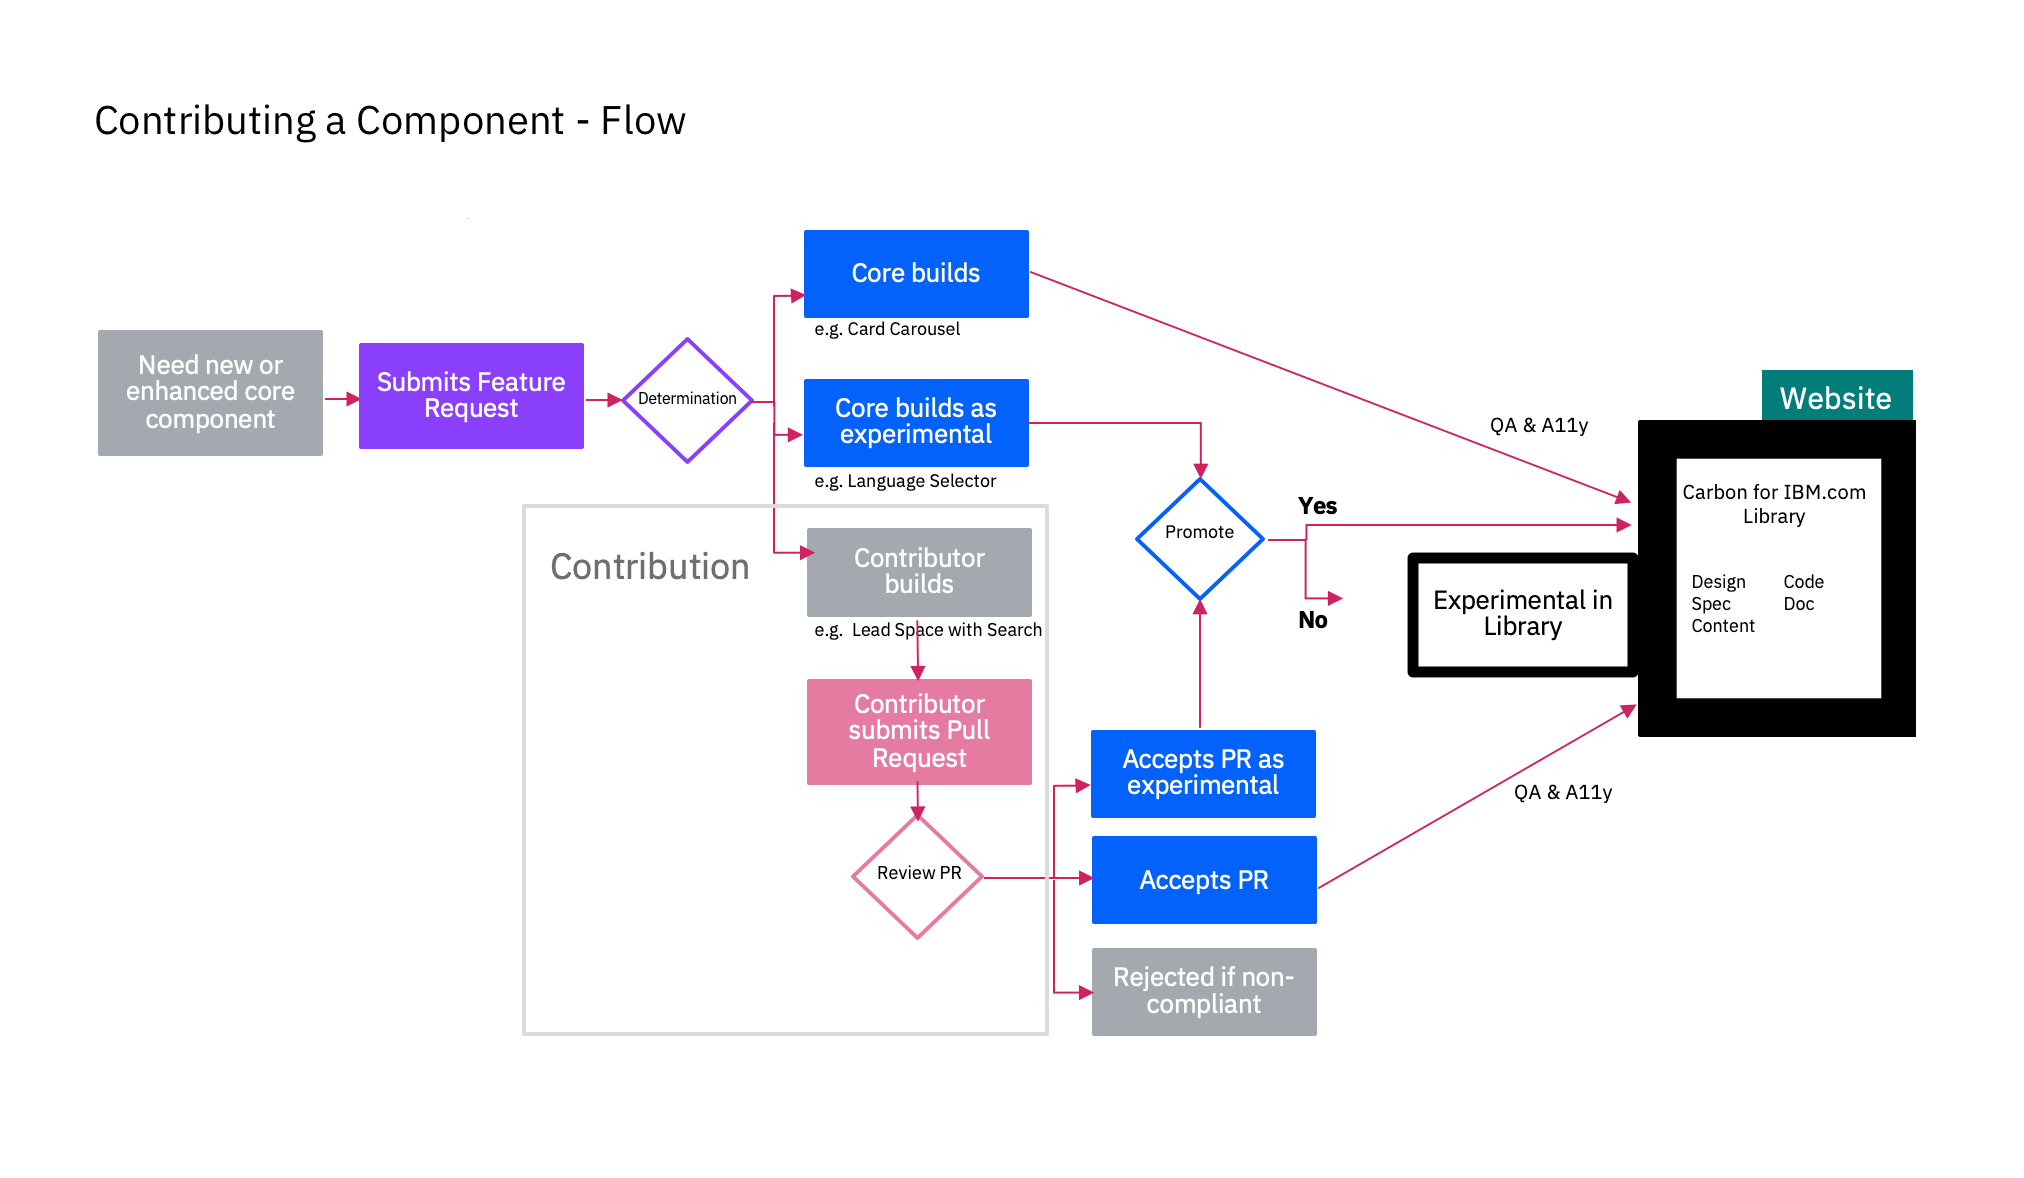 Contributing a Component - Flow
Need new or
enhanced core
component
Submits Feature
Request
Determination
Core builds
e.g. Card Carousel
Core builds as
experimental
e.g. Language Selector
Contribution
Contributor
builds
e.g.  Lead Space with Search
Contributor
submits Pull
Request
Review PR
Accepts PR as
experimental
Accepts PR
Rejected if non-
compliant
Promote
Yes
No
QA & A11y
QA & A11y
Experimental in
Library
Website
Carbon for IBM.com
Library
Design
Spec
Content
Code
Doc